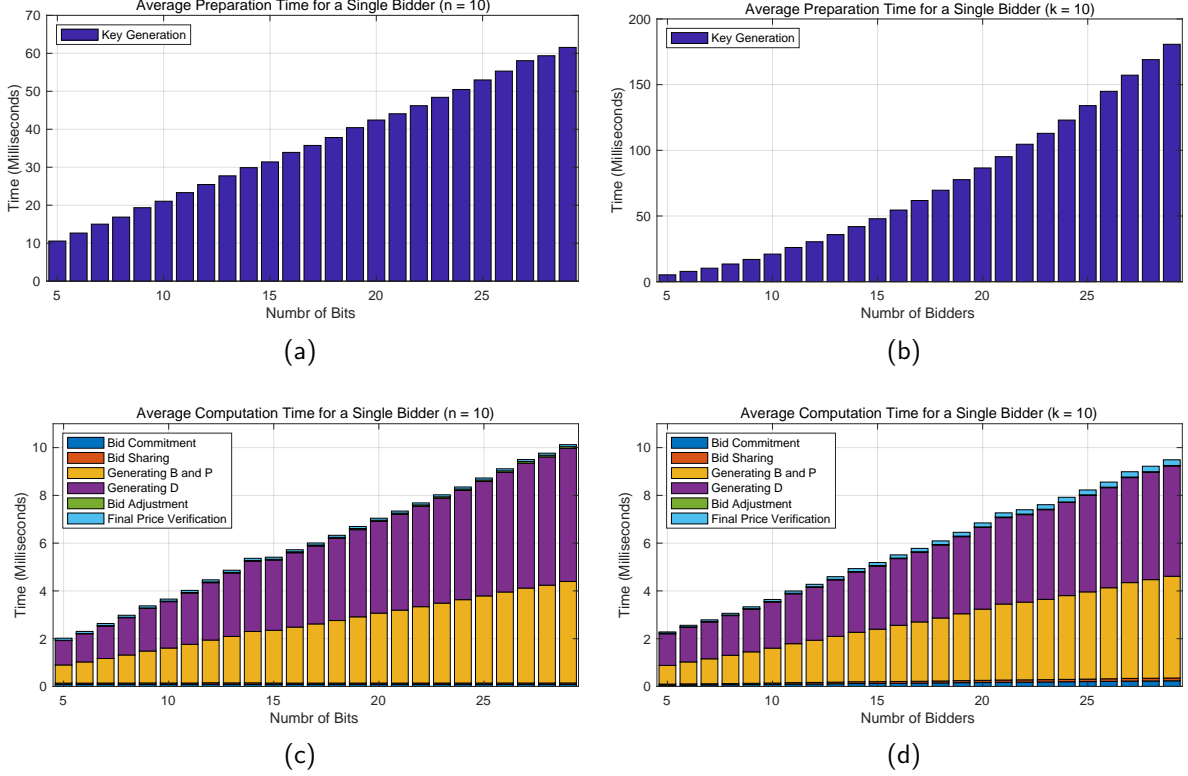 Average Preparation Time for a Single Bidder (n = 10)
Key Generation
Time (Milliseconds)
70
60
50
40
30
20
10
0
5 10 15 20 25
Numbr of Bits
(a)
Average Preparation Time for a Single Bidder (k = 10)
Key Generation
Time (Milliseconds)
200
150
100
50
0
5 10 15 20 25
Numbr of Bidders
(b)
Average Computation Time for a Single Bidder (n = 10)
Bid Commitment
Bid Sharing
Generating B and P
Generating D
Bid Adjustment
Final Price Verification
Time (Milliseconds)
10
8
6
4
2
0
5 10 15 20 25
Numbr of Bits
(c)
Average Computation Time for a Single Bidder (k = 10)
Bid Commitment
Bid Sharing
Generating B and P
Generating D
Bid Adjustment
Final Price Verification
Time (Milliseconds)
10
8
6
4
2
0
5 10 15 20 25
Numbr of Bidders
(d)